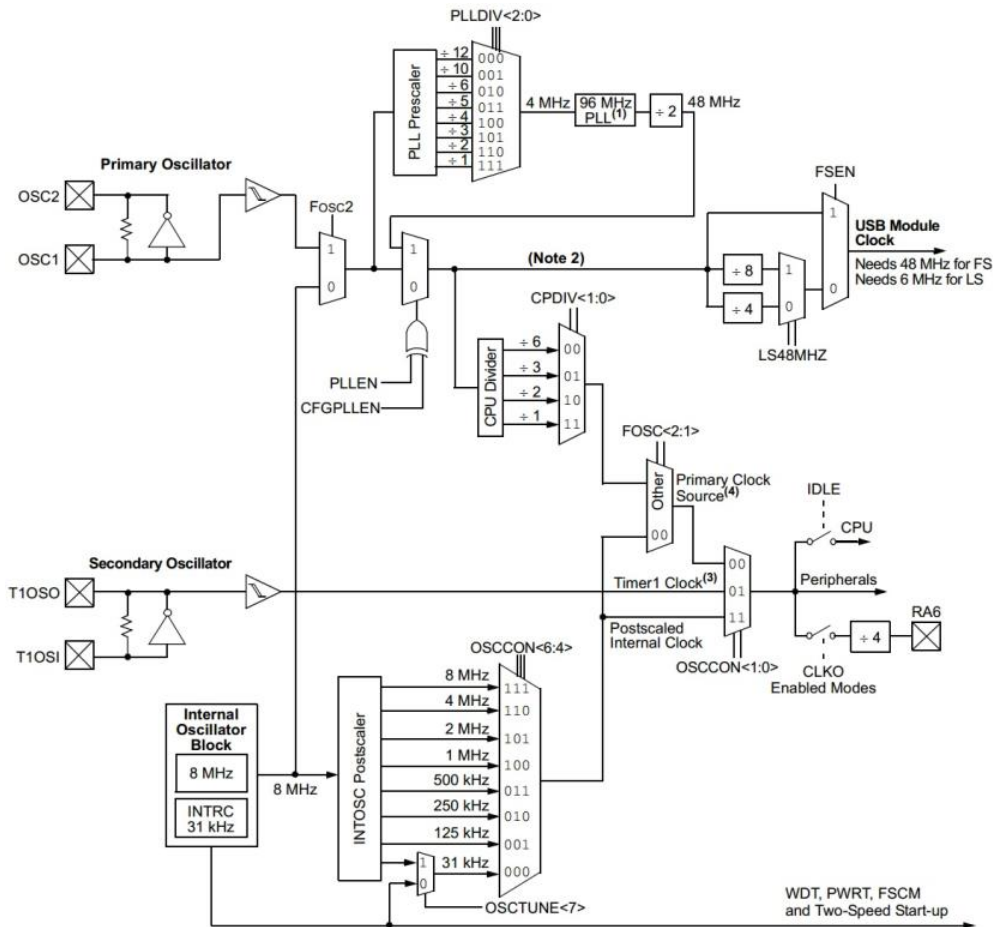 PLLDIV<2:0>
PLL Prescaler
÷ 12
000
÷ 10
001
÷ 6
010
÷ 5
011
÷ 4
100
÷ 3
101
÷ 2
110
÷ 1
111
4 MHz
96 MHz
PLL(1)
÷ 2
48 MHz
Primary Oscillator
OSC2
OSC1
FOSC2
1
0
1
0
PLLEN
CFGPLLEN
(Note 2)
FSEN
1
0
USB Module
Clock
Needs 48 MHz for FS
Needs 6 MHz for LS
÷ 8
1
÷ 4
0
LS48MHZ
CPDIV<1:0>
CPU Divider
÷ 6
00
÷ 3
01
÷ 2
10
÷ 1
11
FOSC<2:1>
Other
00
Primary Clock
Source(4)
IDLE
CPU
Secondary Oscillator
T1OSO
T1OSI
Timer1 Clock(3)
00
01
11
Peripherals
Postscaled
Internal Clock
OSCCON<1:0>
RA6
÷ 4
CLKO
Enabled Modes
OSCCON<6:4>
Internal
Oscillator
Block
8 MHz
INTRC
31 kHz
8 MHz
INTOSC Postscaler
8 MHz
111
4 MHz
110
2 MHz
101
1 MHz
100
500 kHz
011
250 kHz
010
125 kHz
001
1
0
31 kHz
000
OSCTUNE<7>
WDT, PWRT, FSCM
and Two-Speed Start-up